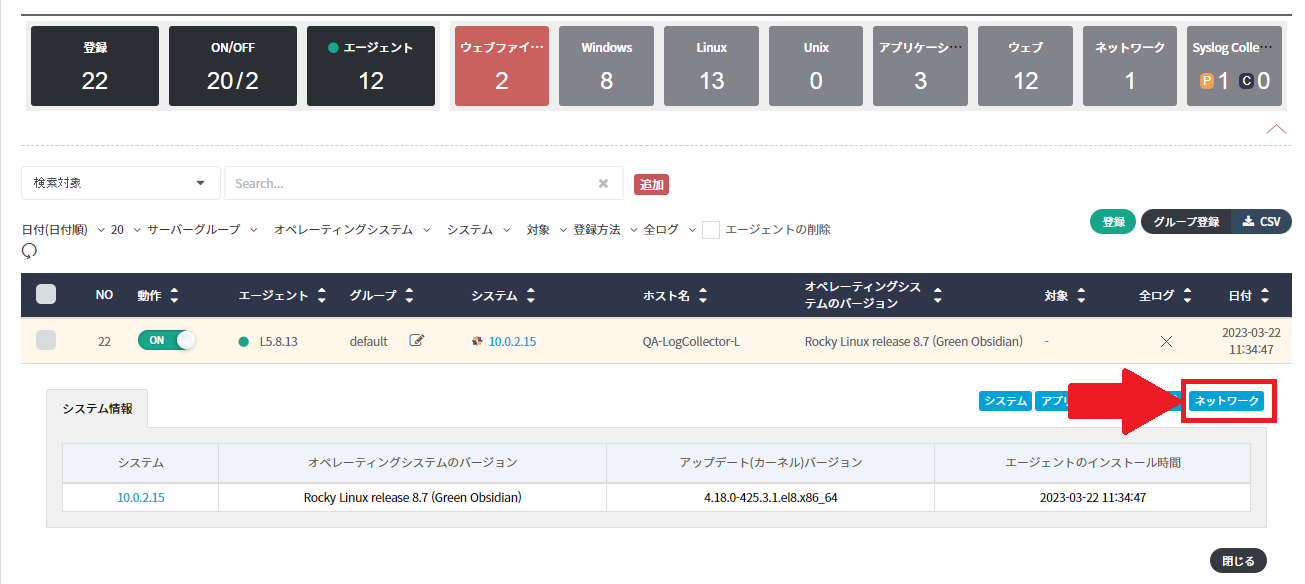 登録
22
ON/OFF
20/2
エージェント
12
ウェブファイ…
2
Windows
8
Linux
13
Unix
0
アプリケーシ…
3
ウェブ
12
ネットワーク
1
Syslog Colle…
P 1 C 0
検索対象 Search... 追加
日付(日付順) 20 サーバーグループ オペレーティングシステム システム 対象 登録方法 全ログ エージェントの削除
登録 グループ登録 CSV
NO 動作 エージェント グループ システム ホスト名 オペレーティングシス
テムのバージョン 対象 全ログ 日付
22 ON L5.8.13 default 10.0.2.15 QA-LogCollector-L Rocky Linux release 8.7 (Green Obsidian) - 2023-03-22
11:34:47
システム情報 システム アプリ ネットワーク
システム オペレーティングシステムのバージョン アップデート(カーネル)バージョン エージェントのインストール時間
10.0.2.15 Rocky Linux release 8.7 (Green Obsidian) 4.18.0-425.3.1.el8.x86_64 2023-03-22 11:34:47
閉じる